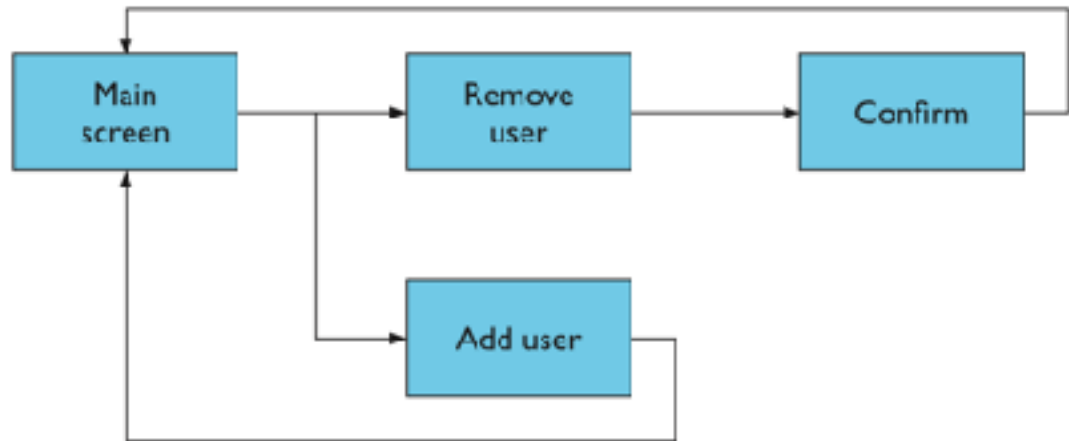 Main
screen
Remove
user
Confirm
Add user